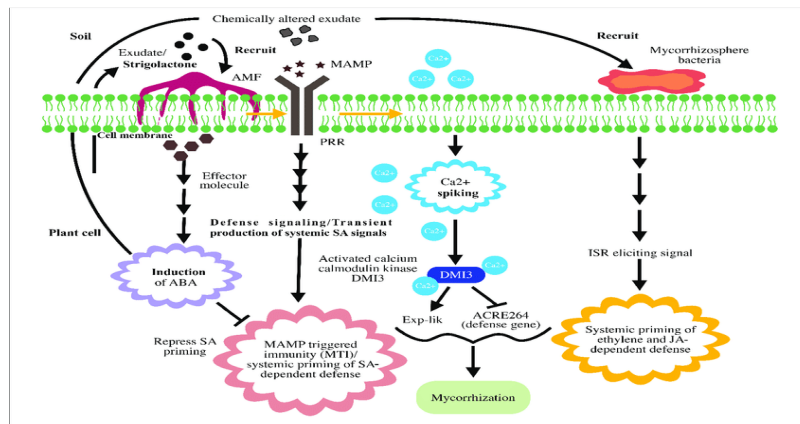 Chemically altered exudate
Soil
Exudate/
Strigolactone
Recruit
AMF
MAMP
Ca2+
Ca2+
Ca2+
Recruit
Mycorrhizosphere
bacteria
Cell membrane
PRR
Effector
molecule
Ca2+
Ca2+
Ca2+
spiking
Plant cell
Defense signaling/Transient
production of systemic SA signals
Ca2+
Induction
of ABA
Activated calcium
calmodulin kinase
DMI3
Ca2+
DMI3
Ca2+
ISR eliciting signal
Exp-lik
ACRE264
(defense gene)
Repress SA
priming
MAMP triggered
immunity (MTI)/
systemic priming of SA-
dependent defense
Systemic priming of
ethylene and JA-
dependent defense
Mycorrhization